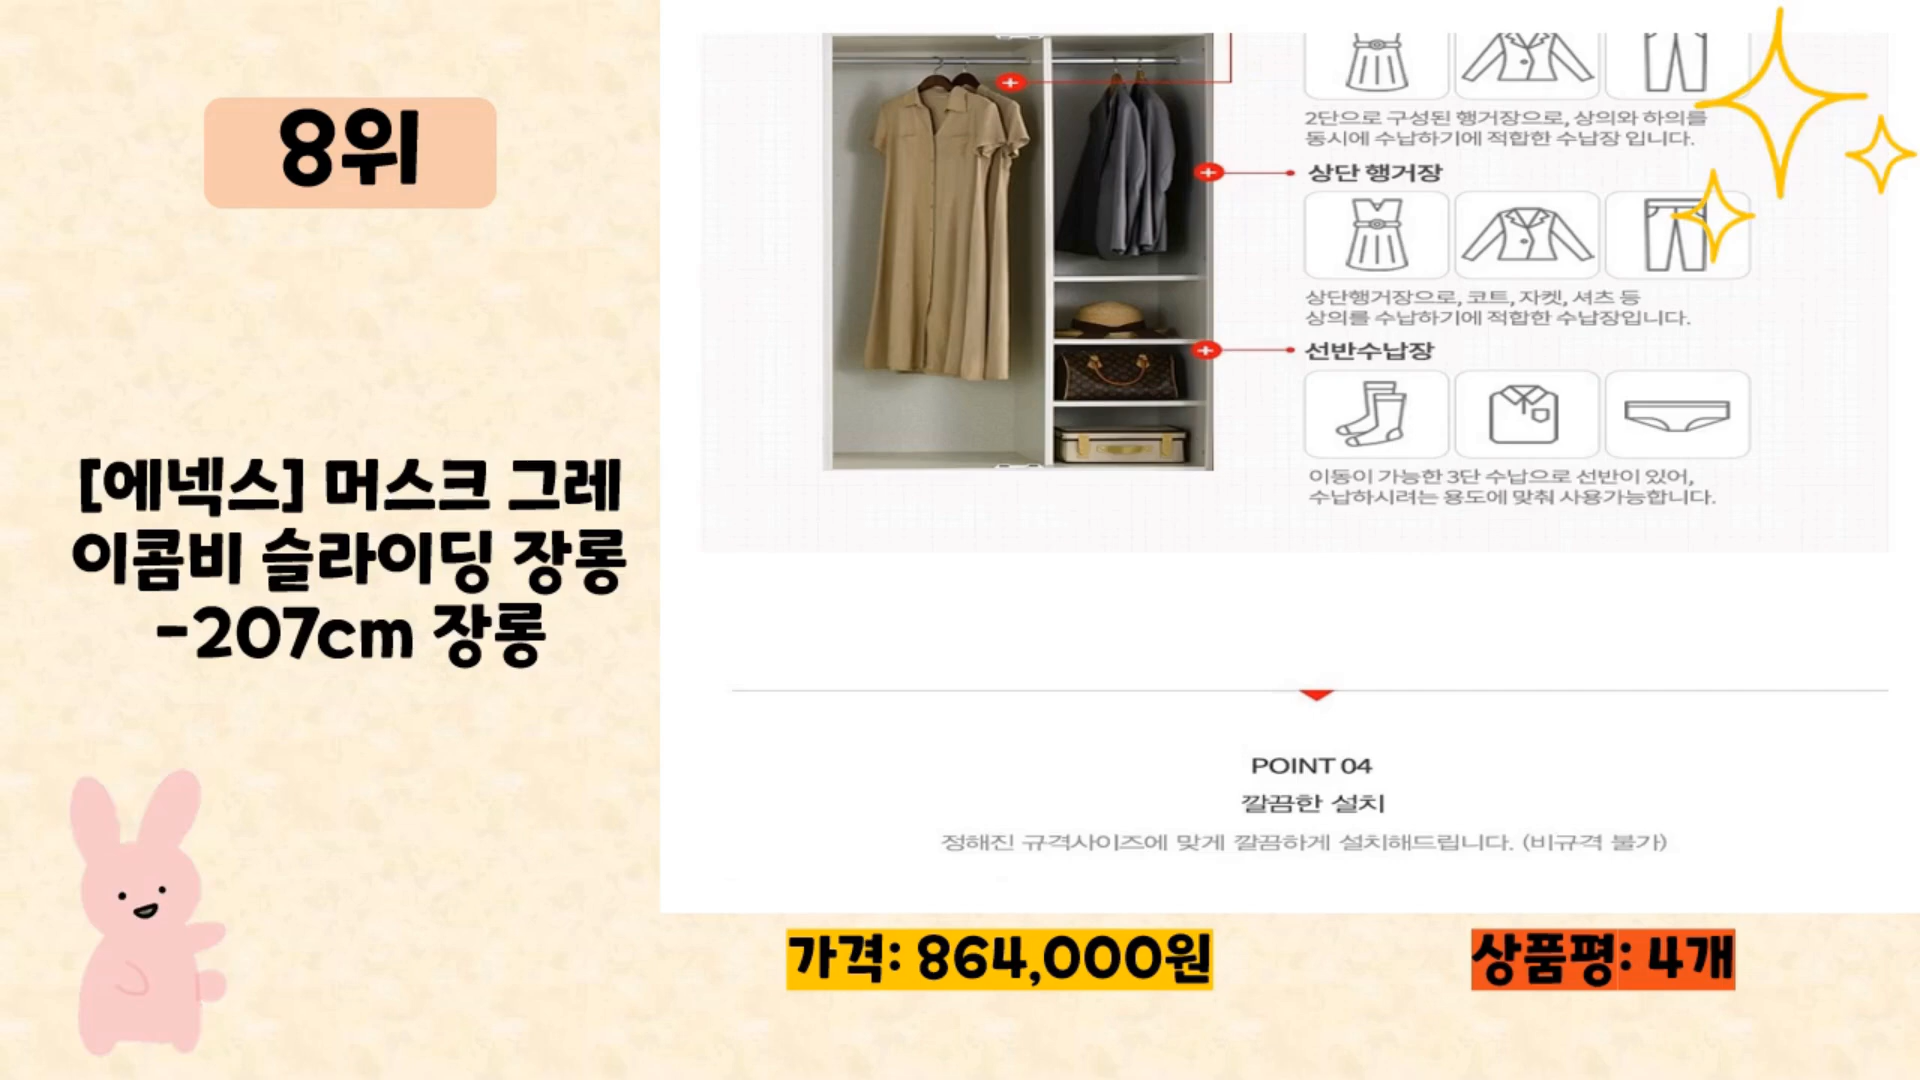 8위
[에넥스] 머스크 그레
이콤비 슬라이딩 장롱
-207cm 장롱
2단으로 구성된 행거장으로, 상의와 하의를
동시에 수납하기에 적합한 수납장 입니다.
상단 행거장
상단행거장으로, 코트, 자켓, 셔츠 등
상의를 수납하기에 적합한 수납장입니다.
선반수납장
이동이 가능한 3단 수납으로 선반이 있어,
수납하시려는 용도에 맞춰 사용가능합니다.
POINT 04
깔끔한 설치
정해진 규격사이즈에 맞게 깔끔하게 설치해드립니다. (비규격 불가)
가격: 864,000원
상품평: 4개